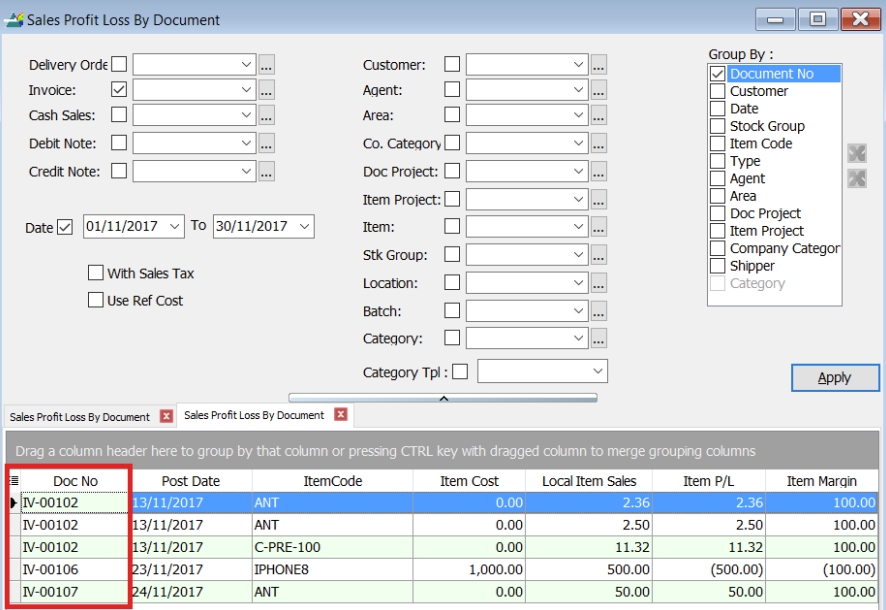 Sales Profit Loss By Document
Delivery Orde
Invoice:
Cash Sales:
Debit Note:
Credit Note:
Date 01/11/2017 To 30/11/2017
With Sales Tax
Use Ref Cost
Customer:
Agent:
Area:
Co. Category
Doc Project:
Item Project:
Item:
Stk Group:
Location:
Batch:
Category:
Category Tpl :
Group By :
Document No
Customer
Date
Stock Group
Item Code
Type
Agent
Area
Doc Project
Item Project
Company Categor
Shipper
Category
Apply
Sales Profit Loss By Document Sales Profit Loss By Document
Drag a column header here to group by that column or pressing CTRL key with dragged column to merge grouping columns
Doc No Post Date ItemCode Item Cost Local Item Sales Item P/L Item Margin
IV-00102 13/11/2017 ANT 0.00 2.36 2.36 100.00
IV-00102 13/11/2017 ANT 0.00 2.50 2.50 100.00
IV-00102 13/11/2017 C-PRE-100 0.00 11.32 11.32 100.00
IV-00106 23/11/2017 IPHONE8 1,000.00 500.00 (500.00) (100.00)
IV-00107 24/11/2017 ANT 0.00 50.00 50.00 100.00